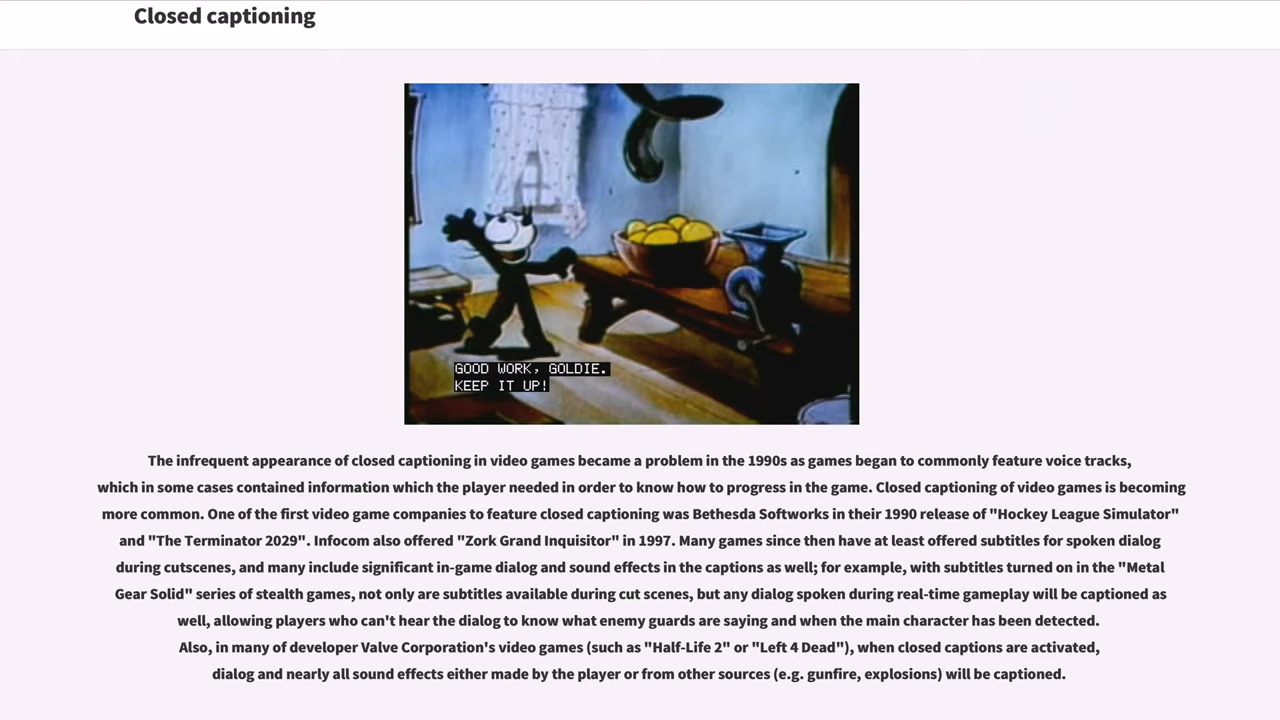 Closed captioning
GOOD WORK, GOLDIE.
KEEP IT UP!
The infrequent appearance of closed captioning in video games became a problem in the 1990s as games began to commonly feature voice tracks,
which in some cases contained information which the player needed in order to know how to progress in the game. Closed captioning of video games is becoming
more common. One of the first video game companies to feature closed captioning was Bethesda Softworks in their 1990 release of "Hockey League Simulator"
and "The Terminator 2029". Infocom also offered "Zork Grand Inquisitor" in 1997. Many games since then have at least offered subtitles for spoken dialog
during cutscenes, and many include significant in-game dialog and sound effects in the captions as well; for example, with subtitles turned on in the "Metal
Gear Solid" series of stealth games, not only are subtitles available during cut scenes, but any dialog spoken during real-time gameplay will be captioned as
well, allowing players who can't hear the dialog to know what enemy guards are saying and when the main character has been detected.
Also, in many of developer Valve Corporation's video games (such as "Half-Life 2" or "Left 4 Dead"), when closed captions are activated,
dialog and nearly all sound effects either made by the player or from other sources (e.g. gunfire, explosions) will be captioned.